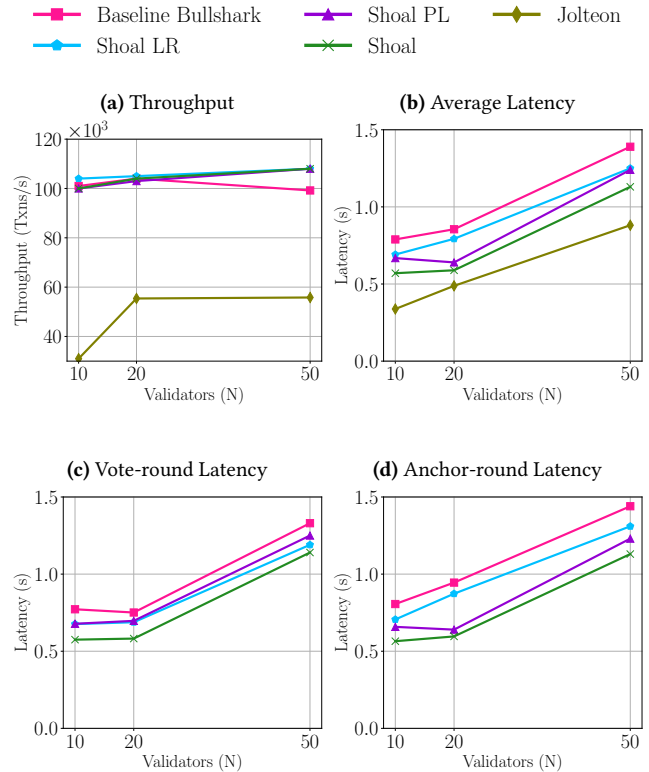 Baseline Bullshark
Shoal PL
Jolteon
Shoal LR
Shoal
(a) Throughput
120 ×10³
100
80
60
40
Throughput (Txns/s)
10 20 50
Validators (N)
(b) Average Latency
1.5
1.0
0.5
0.0
Latency (s)
10 20 50
Validators (N)
(c) Vote-round Latency
1.5
1.0
0.5
0.0
Latency (s)
10 20 50
Validators (N)
(d) Anchor-round Latency
1.5
1.0
0.5
0.0
Latency (s)
10 20 50
Validators (N)